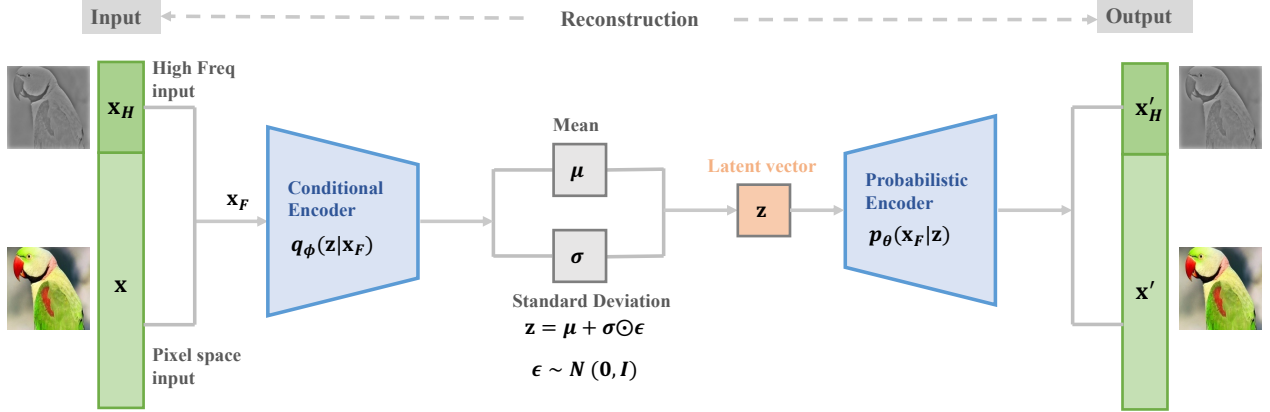 Input
Reconstruction
Output
High Freq
input
x_H
x
Pixel space
input
x_F
Conditional
Encoder
q_ϕ(z|x_F)
Mean
μ
σ
Standard Deviation
z = μ + σ⊙ϵ
ϵ ~ N (0, I)
Latent vector
z
Probabilistic
Encoder
p_θ(x_F|z)
x′_H
x′